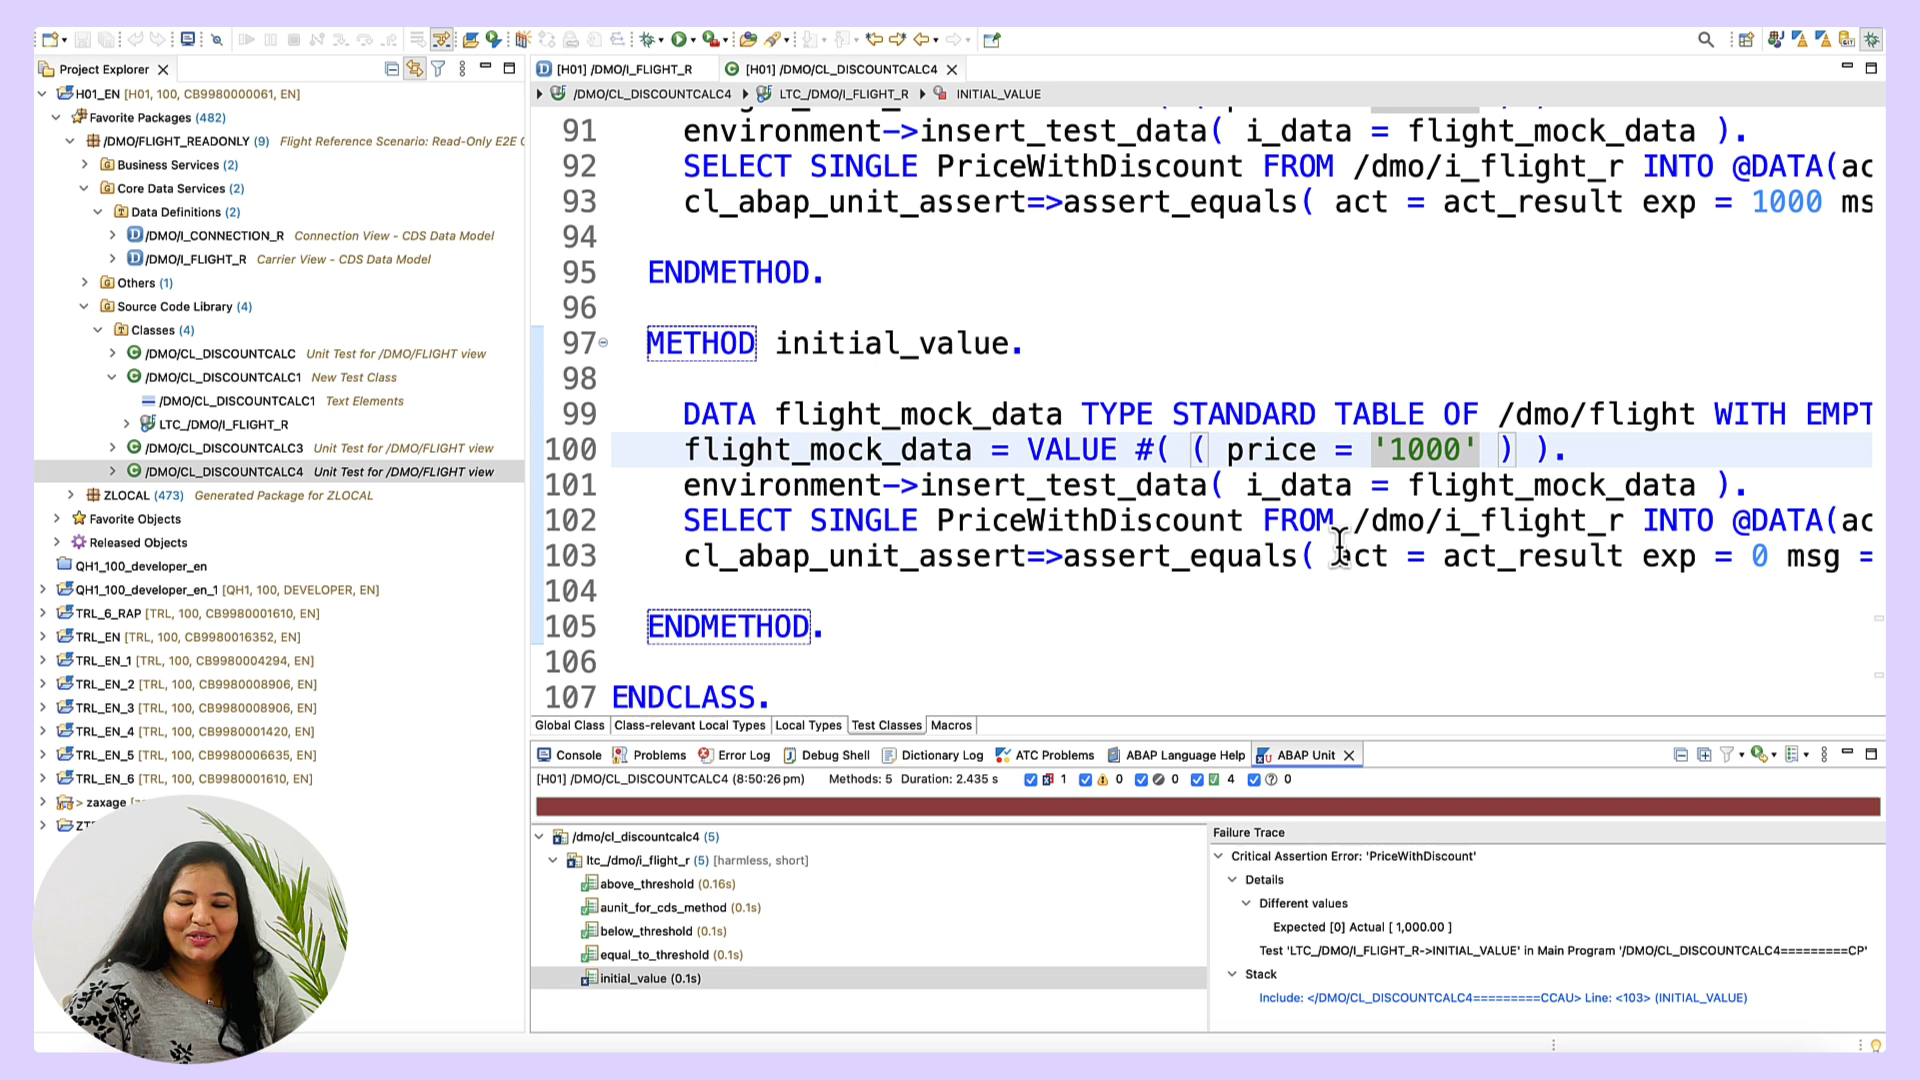 Project Explorer
H01_EN [H01, 100, CB9980000061, EN]
Favorite Packages (482)
/DMO/FLIGHT_READONLY (9) Flight Reference Scenario: Read-Only E2E
Business Services (2)
Core Data Services (2)
Data Definitions (2)
/DMO/I_CONNECTION_R Connection View - CDS Data Model
/DMO/I_FLIGHT_R Carrier View - CDS Data Model
Others (1)
Source Code Library (4)
Classes (4)
/DMO/CL_DISCOUNTCALC Unit Test for /DMO/FLIGHT view
/DMO/CL_DISCOUNTCALC1 New Test Class
/DMO/CL_DISCOUNTCALC1 Text Elements
LTC_/DMO/I_FLIGHT_R
/DMO/CL_DISCOUNTCALC3 Unit Test for /DMO/FLIGHT view
/DMO/CL_DISCOUNTCALC4 Unit Test for /DMO/FLIGHT view
ZLOCAL (473) Generated Package for ZLOCAL
Favorite Objects
Released Objects
QH1_100_developer_en
QH1_100_developer_en_1 [QH1, 100, DEVELOPER, EN]
TRL_6_RAP [TRL, 100, CB9980001610, EN]
TRL_EN [TRL, 100, CB9980016352, EN]
TRL_EN_1 [TRL, 100, CB9980004294, EN]
TRL_EN_2 [TRL, 100, CB9980008906, EN]
TRL_EN_3 [TRL, 100, CB9980008906, EN]
TRL_EN_4 [TRL, 100, CB9980001420, EN]
TRL_EN_5 [TRL, 100, CB9980006635, EN]
TRL_EN_6 [TRL, 100, CB9980001610, EN]
> zaxage
[H01] /DMO/I_FLIGHT_R [H01] /DMO/CL_DISCOUNTCALC4
/DMO/CL_DISCOUNTCALC4 LTC_/DMO/I_FLIGHT_R INITIAL_VALUE
91 environment->insert_test_data( i_data = flight_mock_data ).
92 SELECT SINGLE PriceWithDiscount FROM /dmo/i_flight_r INTO @DATA(ac
93 cl_abap_unit_assert=>assert_equals( act = act_result exp = 1000 ms
94
95 ENDMETHOD.
96
97 METHOD initial_value.
98
99 DATA flight_mock_data TYPE STANDARD TABLE OF /dmo/flight WITH EMPT
100 flight_mock_data = VALUE #( ( price = '1000' ) ).
101 environment->insert_test_data( i_data = flight_mock_data ).
102 SELECT SINGLE PriceWithDiscount FROM /dmo/i_flight_r INTO @DATA(ac
103 cl_abap_unit_assert=>assert_equals( act = act_result exp = 0 msg =
104
105 ENDMETHOD.
106
107 ENDCLASS.
Global Class Class-relevant Local Types Local Types Test Classes Macros
Console Problems Error Log Debug Shell Dictionary Log ATC Problems ABAP Language Help ABAP Unit
[H01] /DMO/CL_DISCOUNTCALC4 (8:50:26 pm) Methods: 5 Duration: 2.435 s 1 0 0 4 0
/dmo/cl_discountcalc4 (5)
ltc_/dmo/i_flight_r (5) [harmless, short]
above_threshold (0.16s)
aunit_for_cds_method (0.1s)
below_threshold (0.1s)
equal_to_threshold (0.1s)
initial_value (0.1s)
Failure Trace
Critical Assertion Error: 'PriceWithDiscount'
Details
Different values
Expected [0] Actual [ 1,000.00 ]
Test 'LTC_/DMO/I_FLIGHT_R->INITIAL_VALUE' in Main Program '/DMO/CL_DISCOUNTCALC4=========CP'
Stack
Include: </DMO/CL_DISCOUNTCALC4=========CCAU> Line: <103> (INITIAL_VALUE)